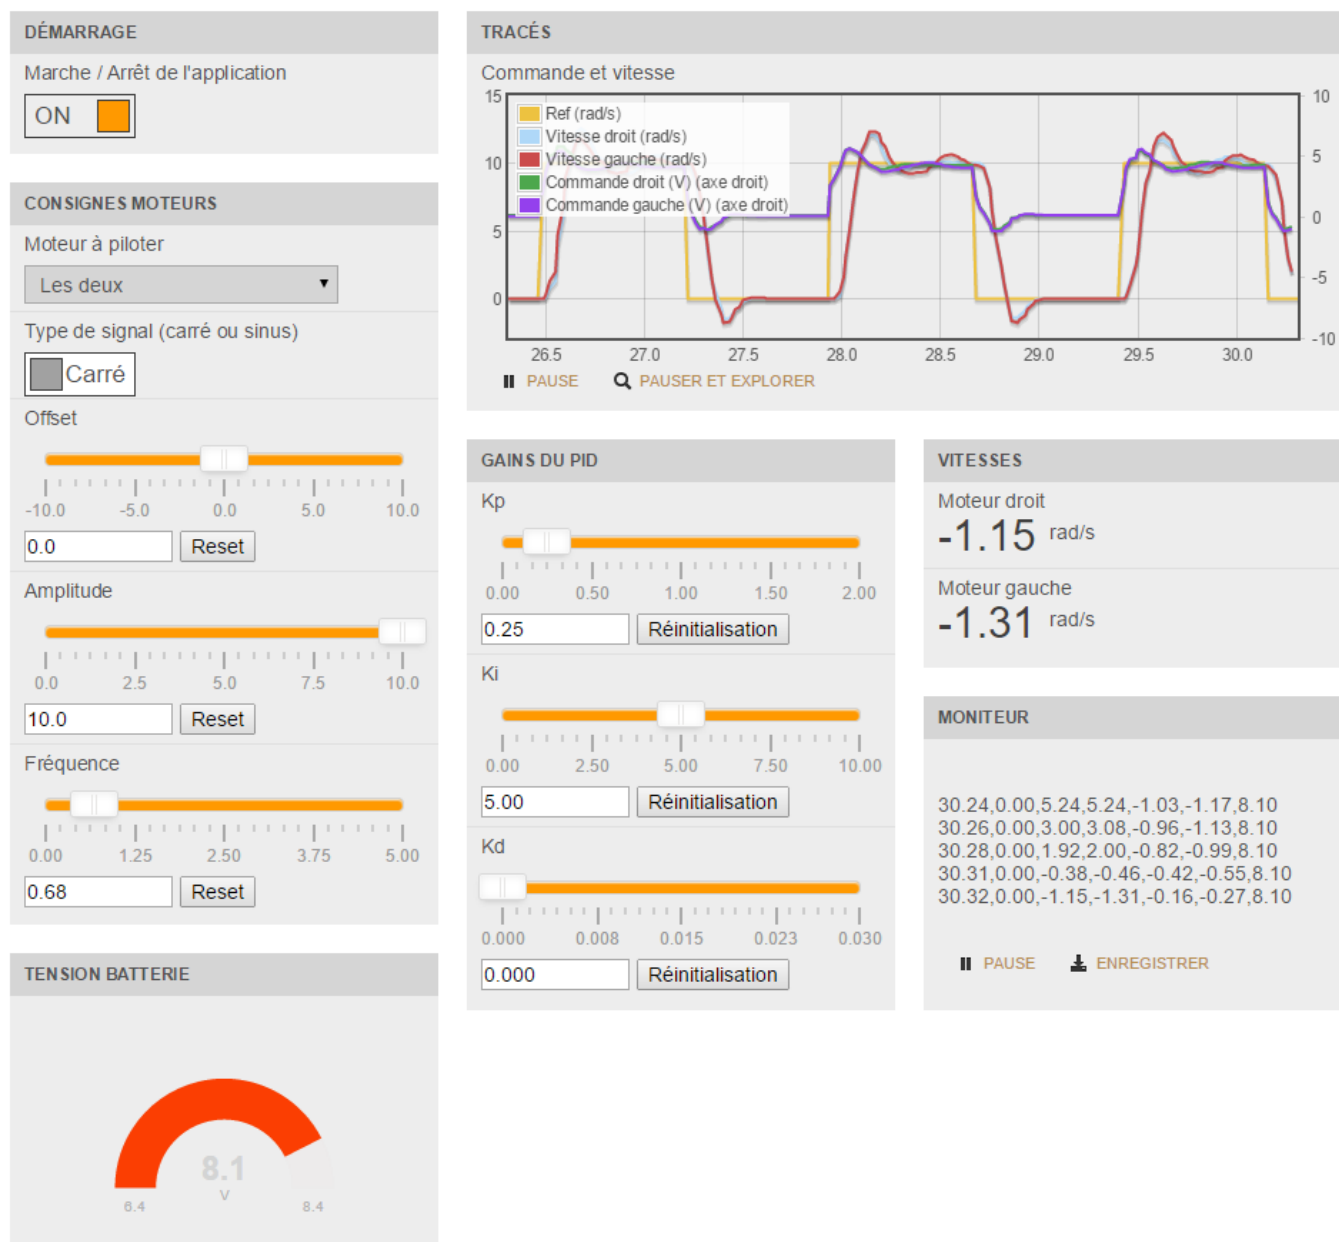 DÉMARRAGE
Marche / Arrêt de l'application
ON
CONSIGNES MOTEURS
Moteur à piloter
Les deux
Type de signal (carré ou sinus)
Carré
Offset
-10.0 -5.0 0.0 5.0 10.0
0.0 Reset
Amplitude
0.0 2.5 5.0 7.5 10.0
10.0 Reset
Fréquence
0.00 1.25 2.50 3.75 5.00
0.68 Reset
TENSION BATTERIE
8.1
V
6.4 8.4
TRACÉS
Commande et vitesse
15 10
Ref (rad/s)
Vitesse droit (rad/s)
Vitesse gauche (rad/s)
10 5
Commande droit (V) (axe droit)
Commande gauche (V) (axe droit)
0
5
-5
0
-10
26.5 27.0 27.5 28.0 28.5 29.0 29.5 30.0
PAUSE PAUSER ET EXPLORER
GAINS DU PID
Kp
0.00 0.50 1.00 1.50 2.00
0.25 Réinitialisation
Ki
0.00 2.50 5.00 7.50 10.00
5.00 Réinitialisation
Kd
0.000 0.008 0.015 0.023 0.030
0.000 Réinitialisation
VITESSES
Moteur droit
-1.15 rad/s
Moteur gauche
-1.31 rad/s
MONITEUR
30.24,0.00,5.24,5.24,-1.03,-1.17,8.10
30.26,0.00,3.00,3.08,-0.96,-1.13,8.10
30.28,0.00,1.92,2.00,-0.82,-0.99,8.10
30.31,0.00,-0.38,-0.46,-0.42,-0.55,8.10
30.32,0.00,-1.15,-1.31,-0.16,-0.27,8.10
PAUSE ENREGISTRER